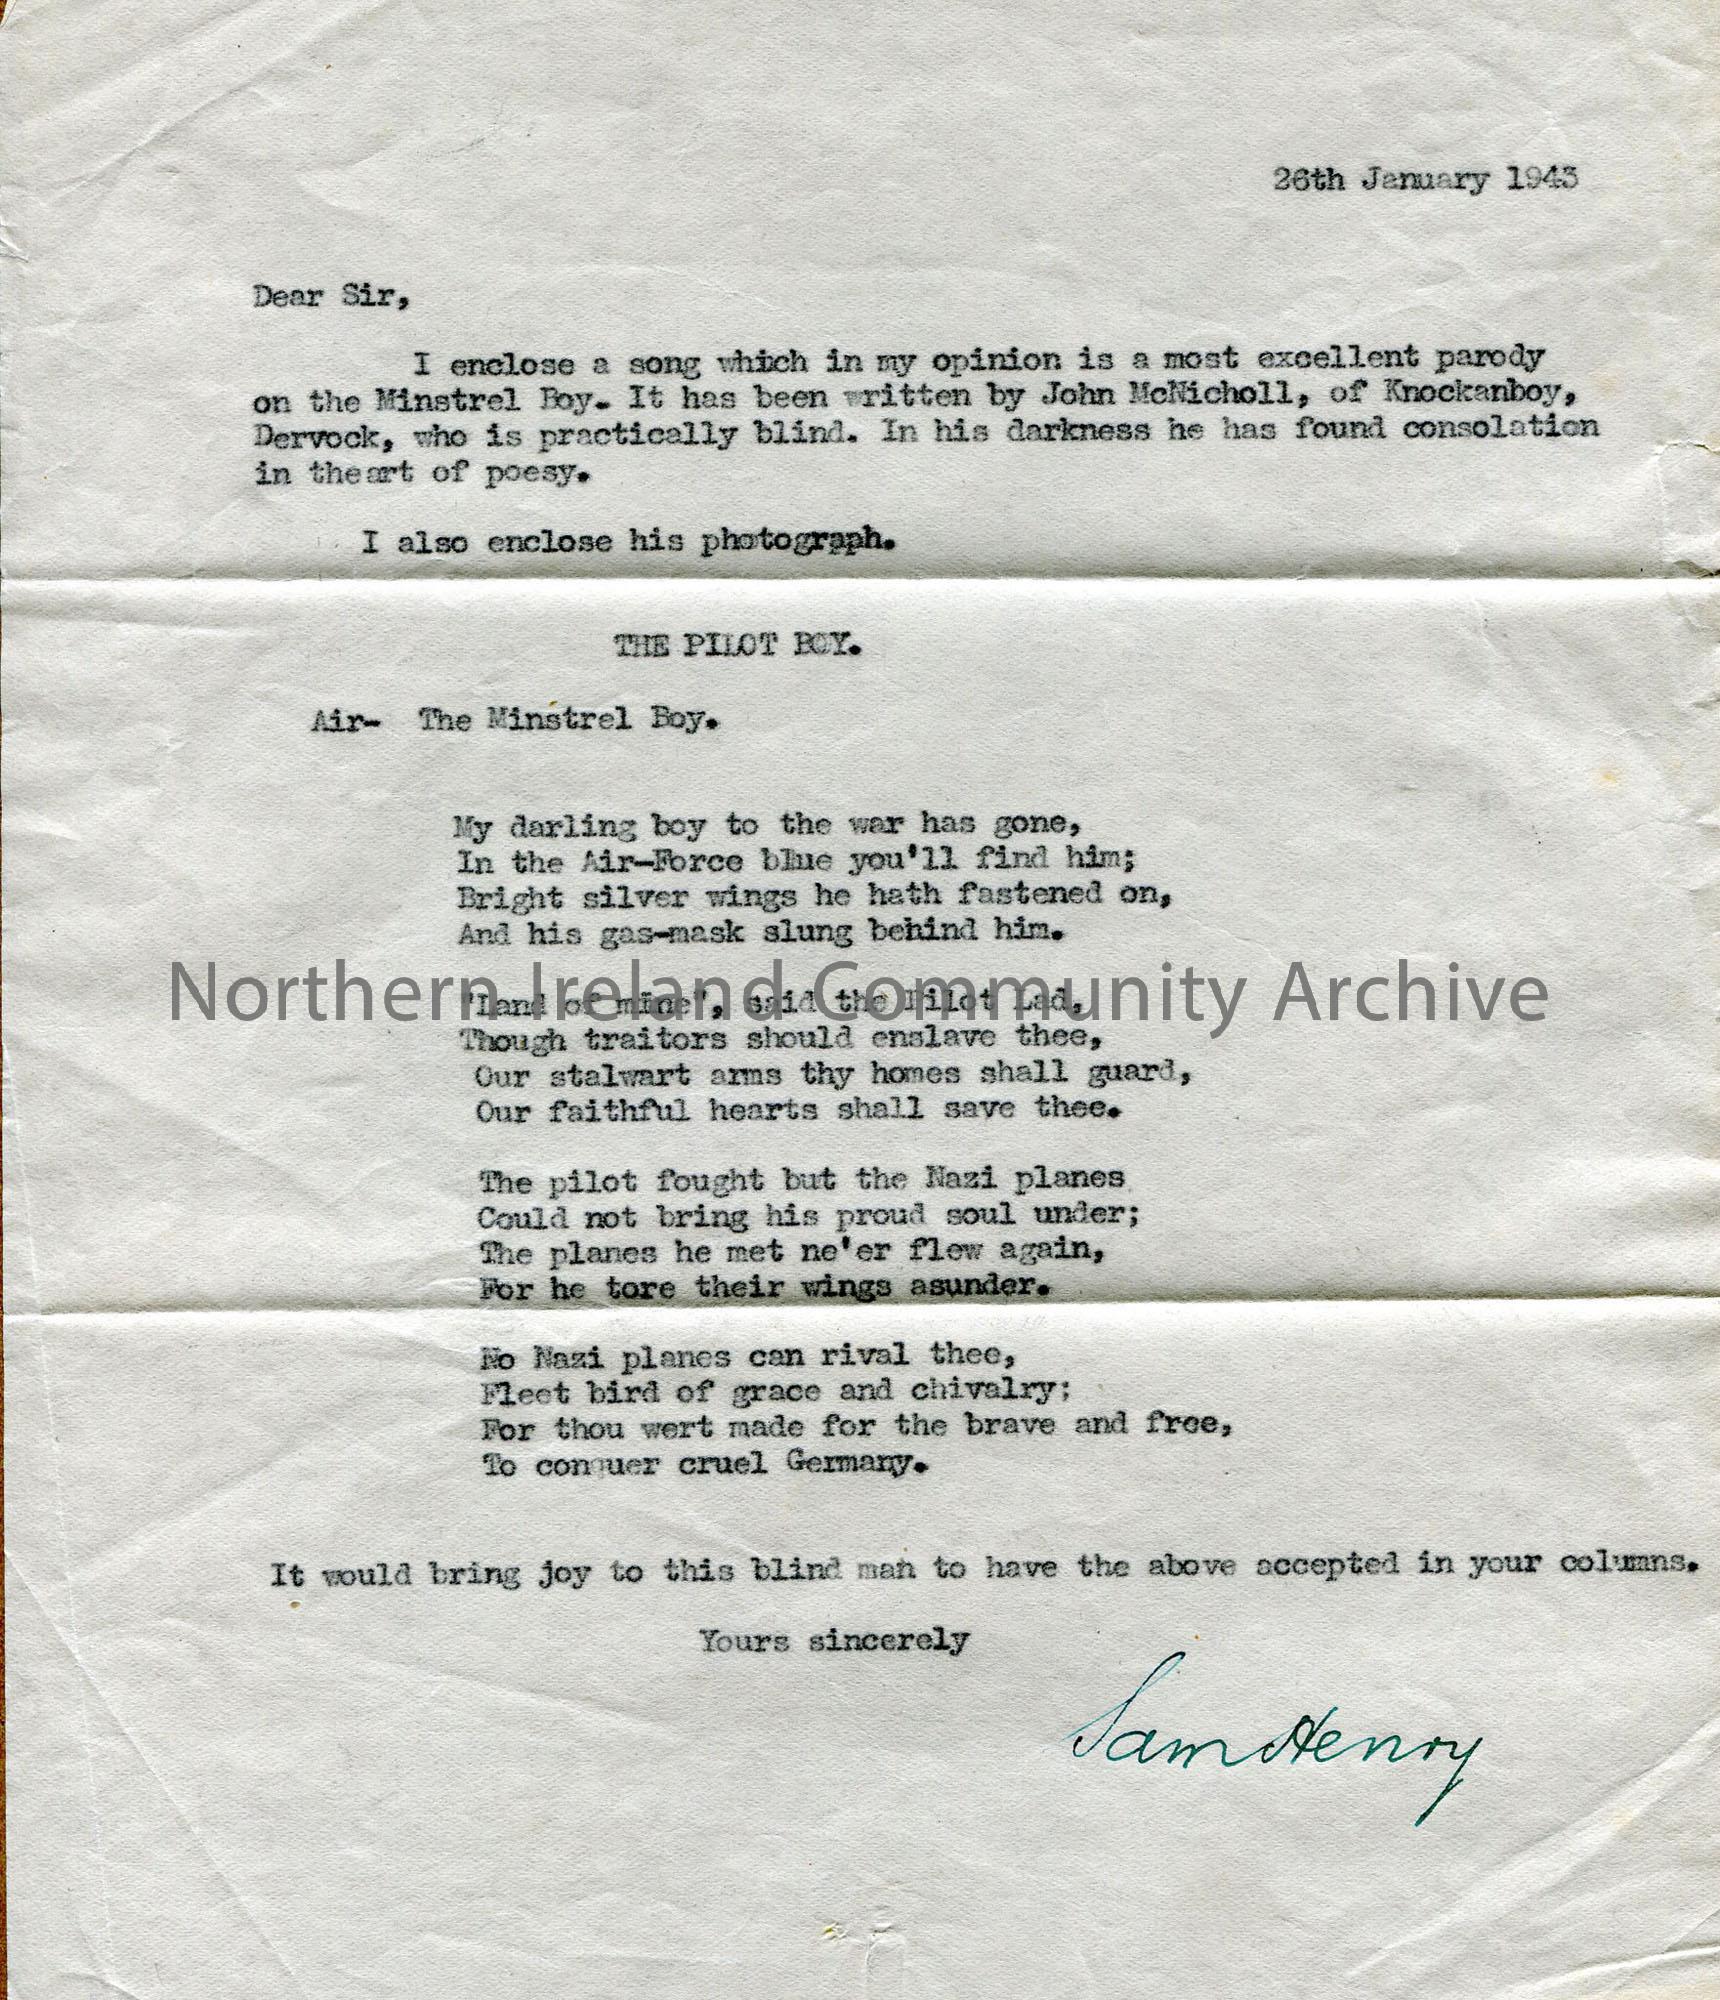 26th January 1943
Dear Sir,
I enclose a song which in my opinion is a most excellent parody
on the Minstrel Boy. It has been written by John McNicholl, of Knockanboy,
Dervock, who is practically blind. In his darkness he has found consolation
in theart of poesy.
I also enclose his photograph.
THE PILOT BOY.
Air- The Minstrel Boy.
My darling boy to the war has gone,
In the Air-Force blue you'll find him;
Bright silver wings he hath fastened on,
And his gas-mask slung behind him.
Northern Ireland Community Archive
'Land of mine', said the Pilot Lad,
Though traitors should enslave thee,
Our stalwart arms thy homes shall guard,
Our faithful hearts shall save thee.
The pilot fought but the Nazi planes
Could not bring his proud soul under;
The planes he met ne'er flew again,
For he tore their wings asunder.
No Nazi planes can rival thee,
Fleet bird of grace and chivalry;
For thou wert made for the brave and free,
To conquer cruel Germany.
It would bring joy to this blind man to have the above accepted in your columns.
Yours sincerely
Sam Henry